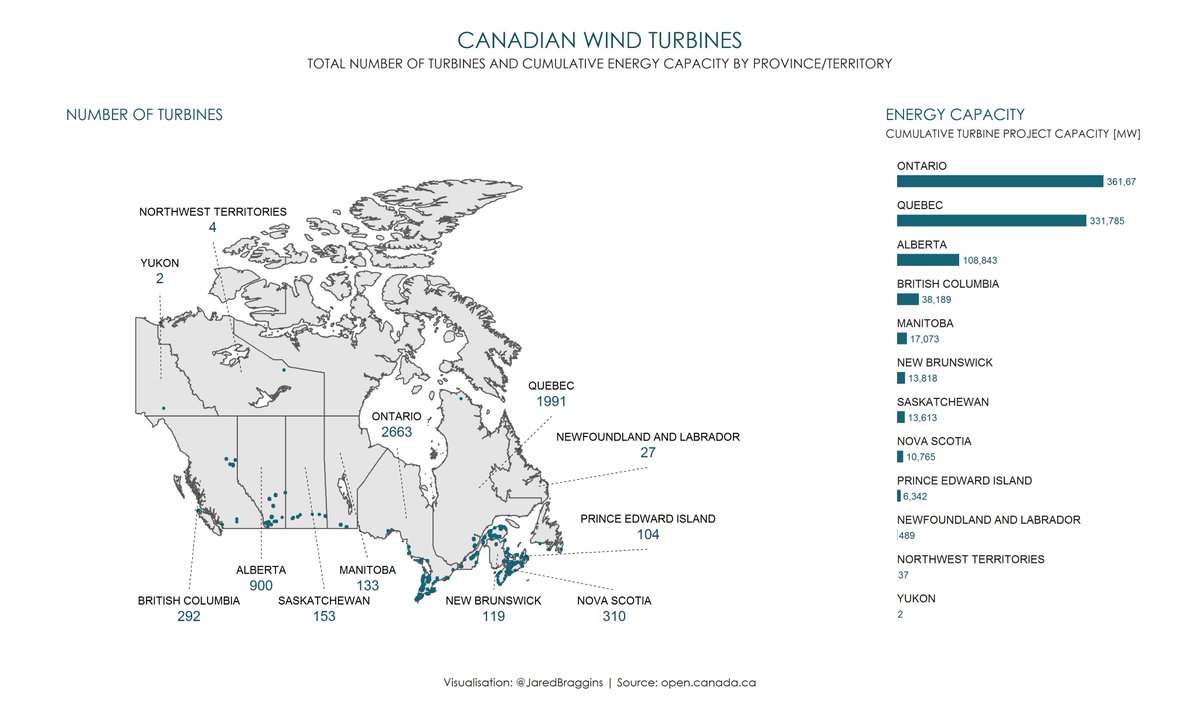 CANADIAN WIND TURBINES
TOTAL NUMBER OF TURBINES AND CUMULATIVE ENERGY CAPACITY BY PROVINCE/TERRITORY
NUMBER OF TURBINES
NORTHWEST TERRITORIES
4
YUKON
2
QUEBEC
1991
ONTARIO
2663
NEWFOUNDLAND AND LABRADOR
27
PRINCE EDWARD ISLAND
104
ALBERTA
900
MANITOBA
133
BRITISH COLUMBIA
292
SASKATCHEWAN
153
NEW BRUNSWICK
119
NOVA SCOTIA
310
ENERGY CAPACITY
CUMULATIVE TURBINE PROJECT CAPACITY [MW]
ONTARIO
361,67
QUEBEC
331,785
ALBERTA
108,843
BRITISH COLUMBIA
38,189
MANITOBA
17,073
NEW BRUNSWICK
13,818
SASKATCHEWAN
13,613
NOVA SCOTIA
10,765
PRINCE EDWARD ISLAND
6,342
NEWFOUNDLAND AND LABRADOR
489
NORTHWEST TERRITORIES
37
YUKON
2
Visualisation: @JaredBraggins | Source: open.canada.ca